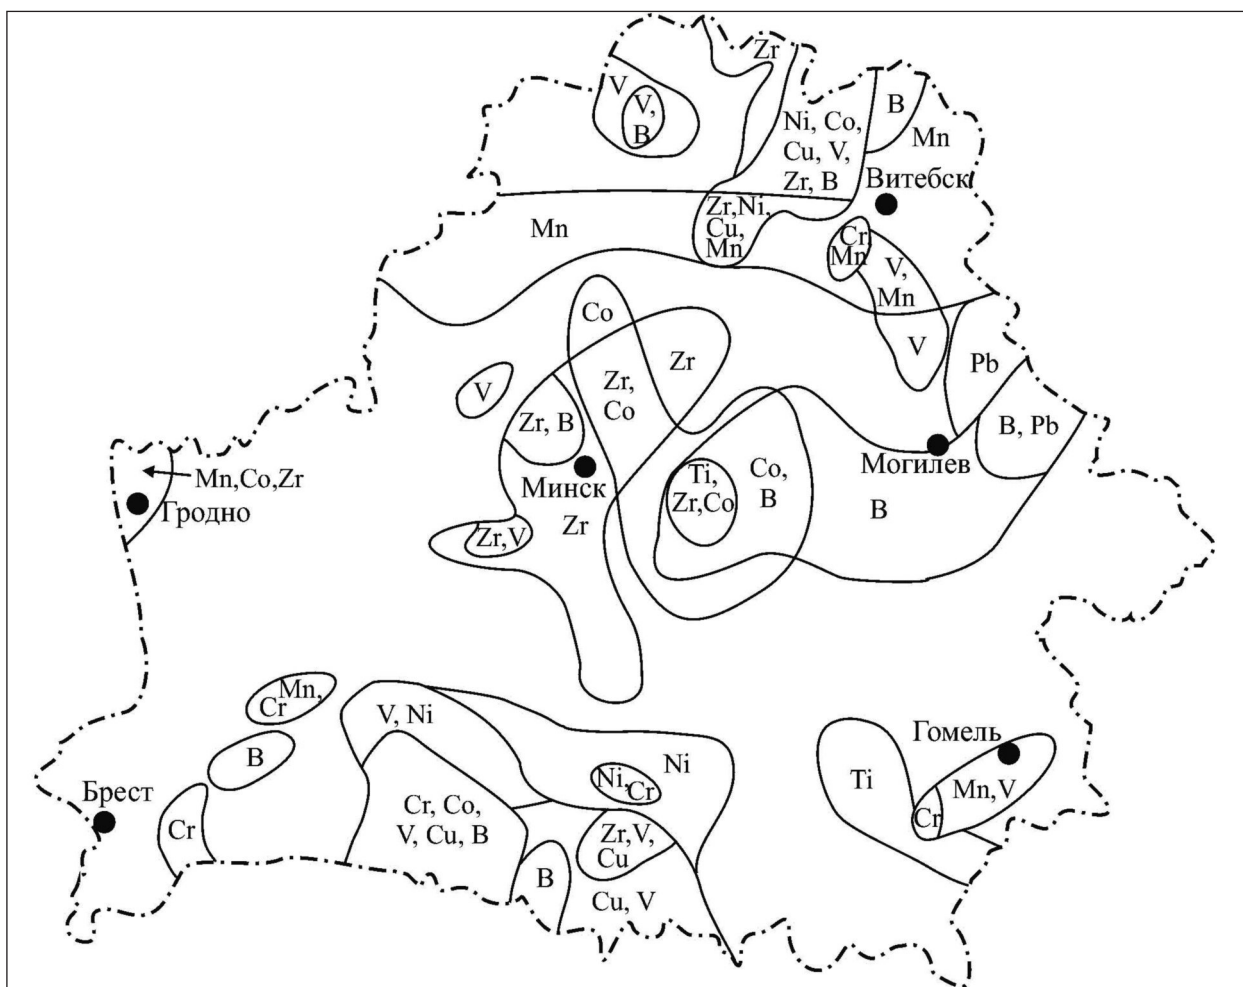 Zr
V
V,
B
B
Ni, Co,
Cu, V,
Zr, B
Mn
Витебск
Mn
Zr,Ni,
Cu,
Mn
Cr,
Mn
V,
Mn
Co
V
Zr
Pb
V
Zr,
Co
Zr, B
B, Pb
Могилев
Mn,Co,Zr
Гродно
Минск
Ti,
Zr,Co
Co,
B
B
Zr
Zr,V
Mn,
Cr
V, Ni
B
Гомель
Ni
Ti
Mn,V
Ni,
Cr
Брест
Cr, Co,
V, Cu, B
Cr
Cr
Zr,V,
Cu
B
Cu, V